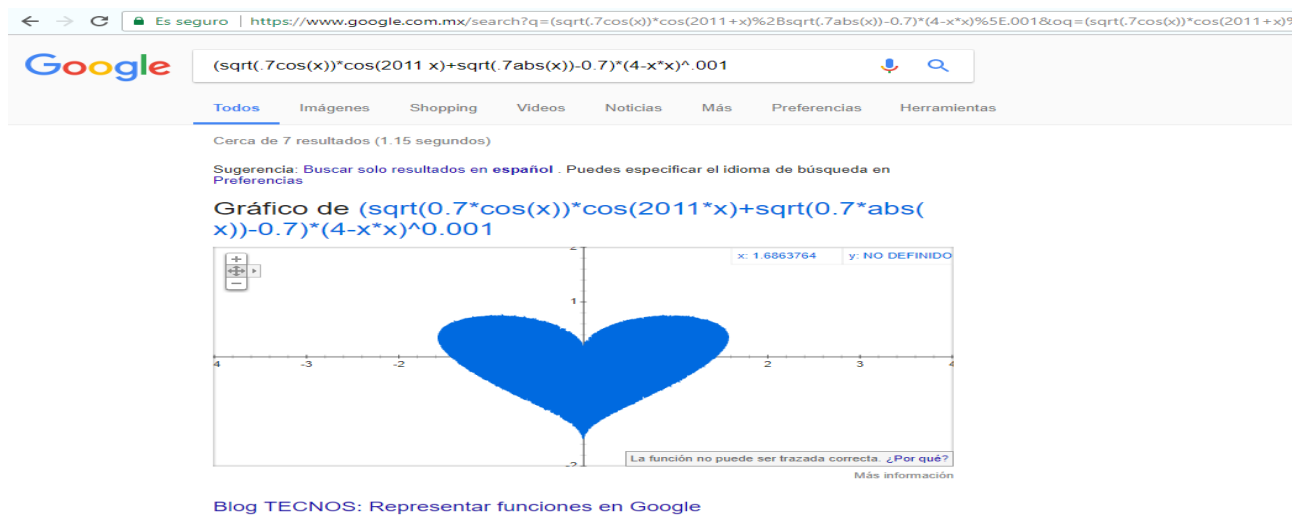 Es seguro | https://www.google.com.mx/search?q=(sqrt(.7cos(x))*cos(2011+x)%2Bsqrt(.7abs(x))-0.7)*(4-x*x)%5E.001&oq=(sqrt(.7cos(x))*cos(2011+x)%
Google (sqrt(.7cos(x))*cos(2011 x)+sqrt(.7abs(x))-0.7)*(4-x*x)^.001
Todos Imágenes Shopping Videos Noticias Más Preferencias Herramientas
Cerca de 7 resultados (1.15 segundos)
Sugerencia: Buscar solo resultados en español . Puedes especificar el idioma de búsqueda en
Preferencias
Gráfico de (sqrt(0.7*cos(x))*cos(2011*x)+sqrt(0.7*abs(
x))-0.7)*(4-x*x)^0.001
2 x: 1.6863764 y: NO DEFINIDO
1
4 -3 -2 2 3 4
-2 La función no puede ser trazada correcta. ¿Por qué?
Más información
Blog TECNOS: Representar funciones en Google